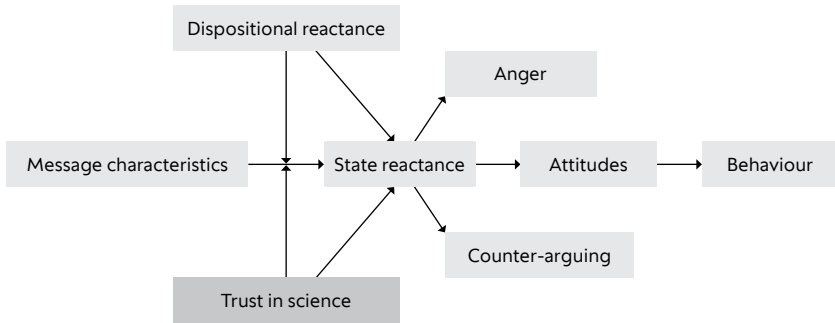 Dispositional reactance
Anger
Message characteristics
State reactance
Attitudes
Behaviour
Counter-arguing
Trust in science